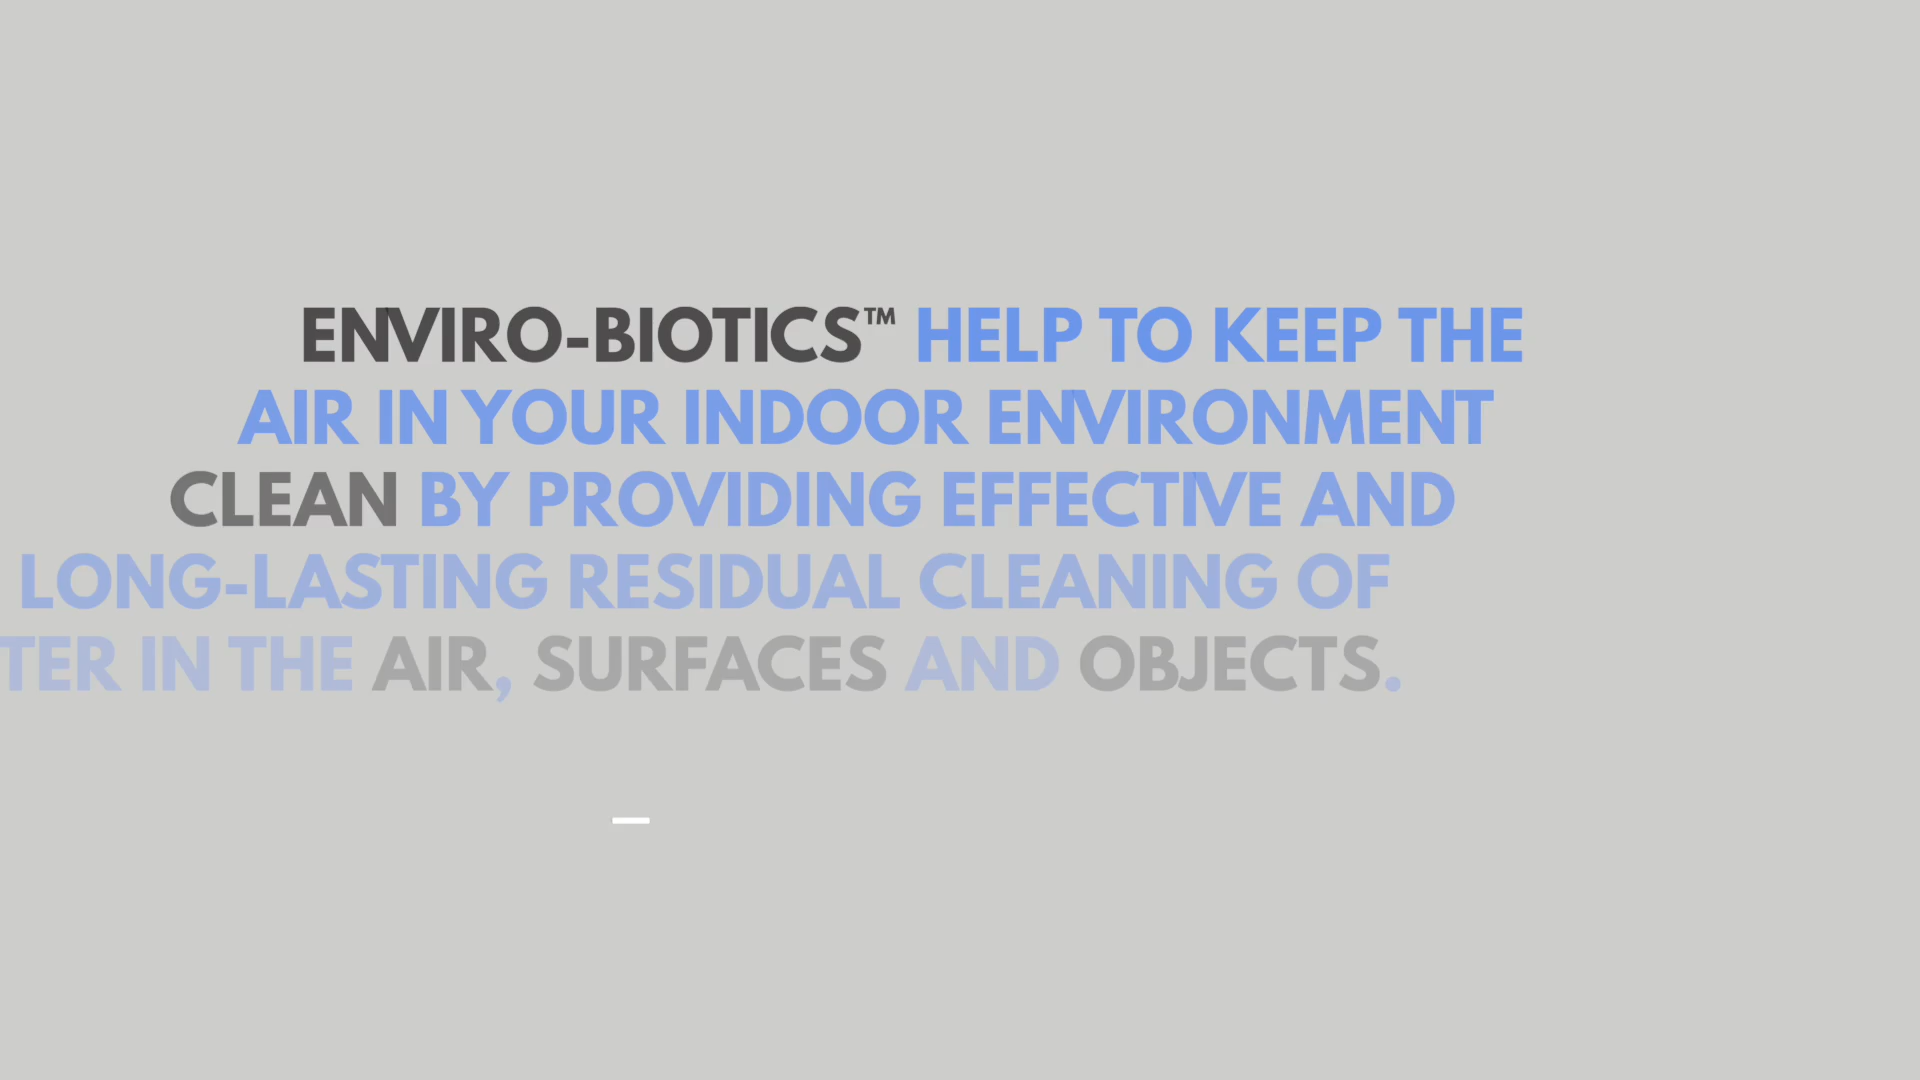 ENVIRO-BIOTICS™ HELP TO KEEP THE
AIR IN YOUR INDOOR ENVIRONMENT
CLEAN BY PROVIDING EFFECTIVE AND
LONG-LASTING RESIDUAL CLEANING OF
IN THE AIR, SURFACES AND OBJECTS.